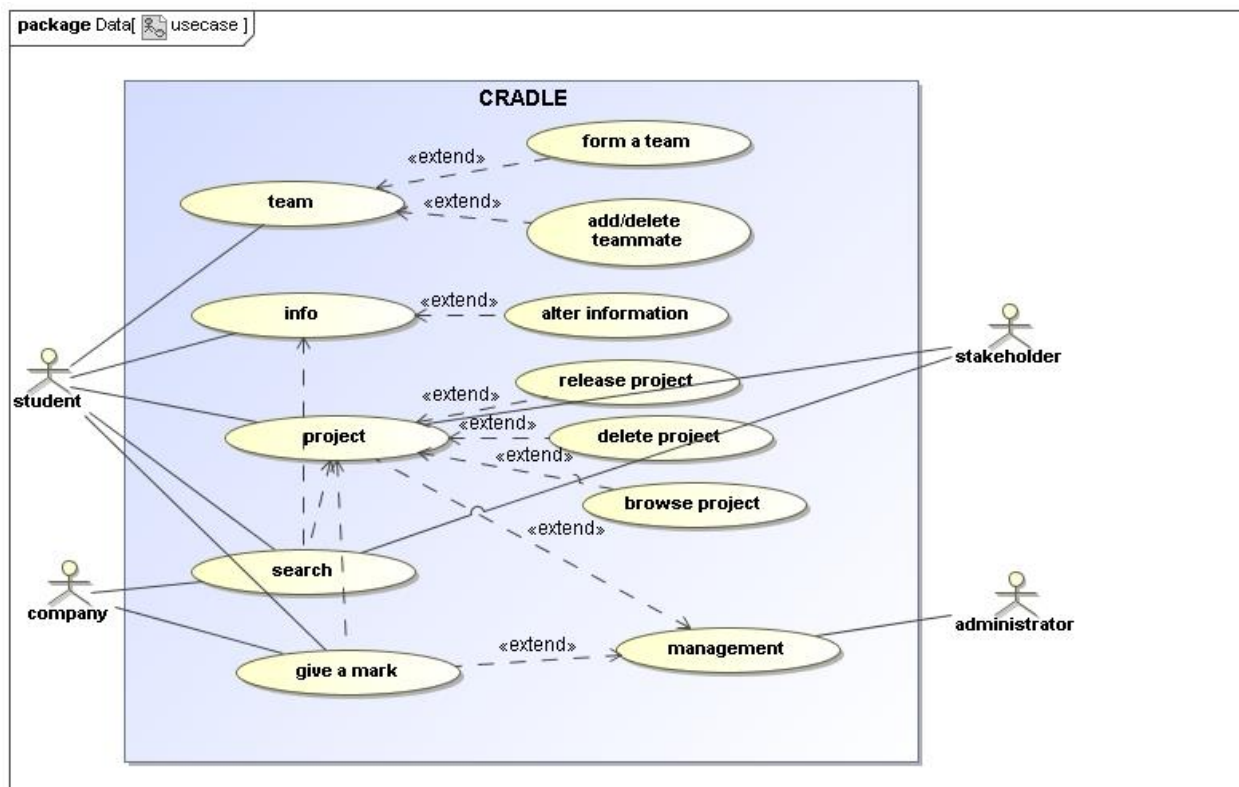 package Data[ usecase ]
CRADLE
form a team
«extend»
team
«extend»
add/delete
teammate
info
«extend»
alter information
stakeholder
student
release project
«extend»
project
«extend»
delete project
«extend»
browse project
«extend»
search
company
administrator
«extend»
management
give a mark